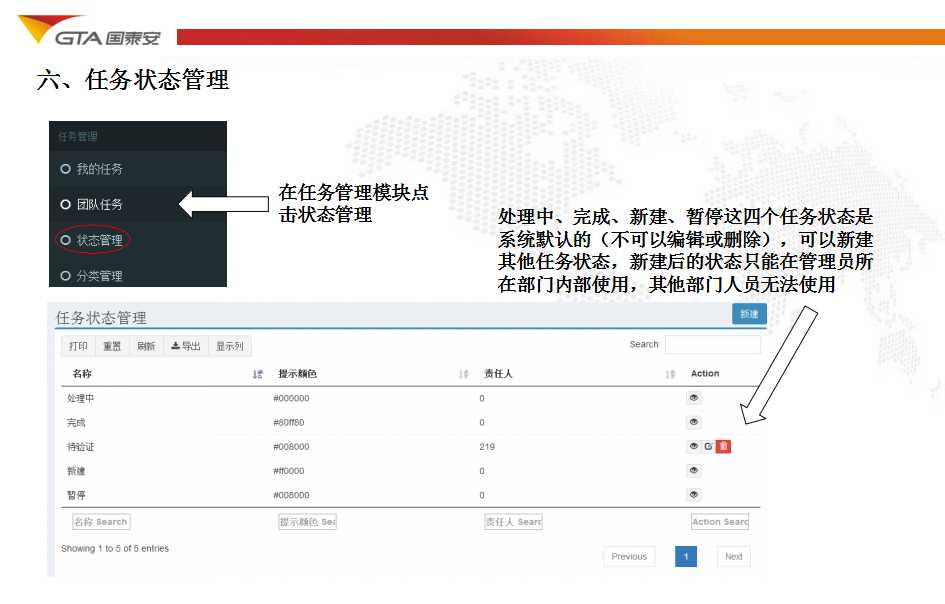 GTA 国泰安
六、任务状态管理
任务管理
我的任务
团队任务
状态管理
分类管理
在任务管理模块点
击状态管理
处理中、完成、新建、暂停这四个任务状态是
系统默认的（不可以编辑或删除），可以新建
其他任务状态，新建后的状态只能在管理员所
在部门内部使用，其他部门人员无法使用
任务状态管理 新建
打印 重置 刷新 导出 显示列 Search:
名称 提示颜色 责任人 Action
处理中 #000000 0
完成 #80ff80 0
待验证 #008000 219
新建 #ff0000 0
暂停 #008000 0
名称 Search 提示颜色 Sea 责任人 Searc Action Searc
Showing 1 to 5 of 5 entries
Previous 1 Next